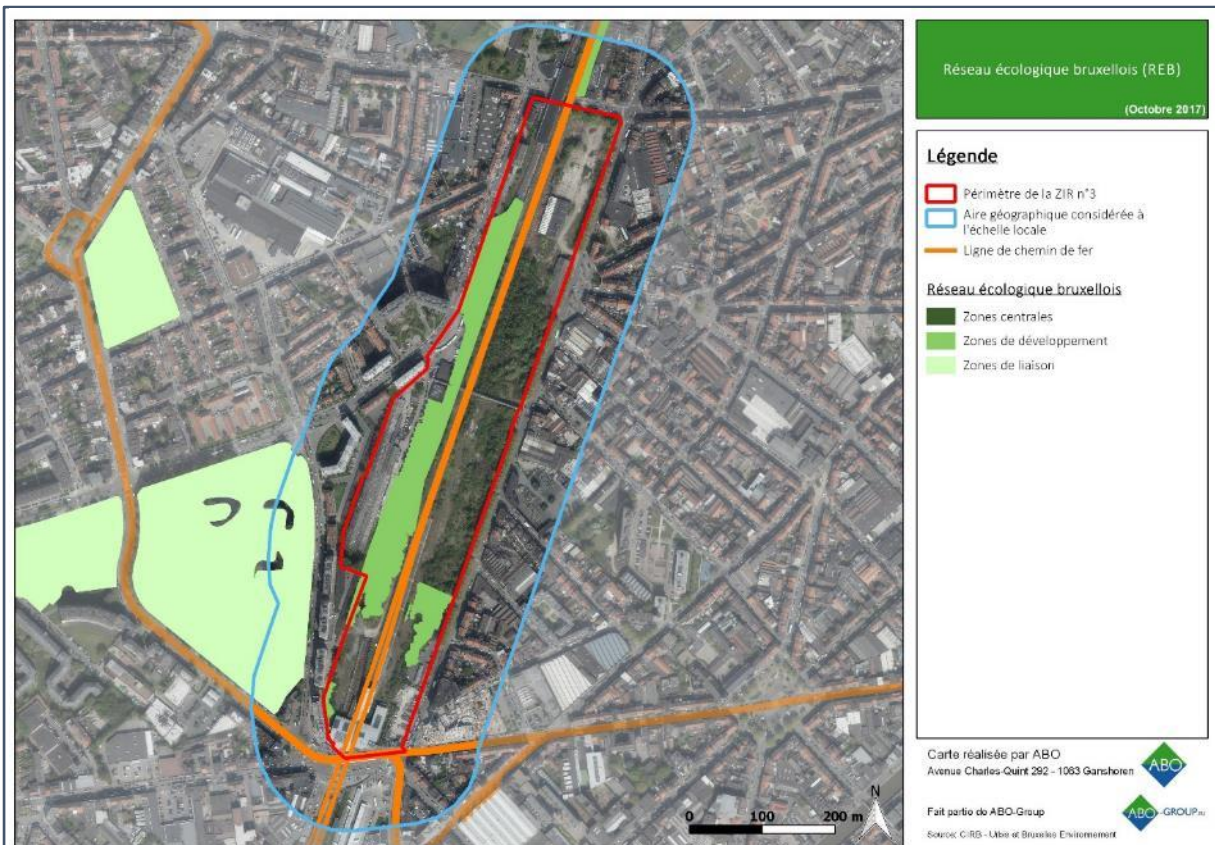 Réseau écologique bruxellois (REB)
(Octobre 2017)
Légende
Périmètre de la ZIR n°3
Aire géographique considérée à
l'échelle locale
Ligne de chemin de fer
Réseau écologique bruxellois
Zones centrales
Zones de développement
Zones de liaison
N
0 100 200 m
Carte réalisée par ABO
Avenue Charles-Quint 292 - 1083 Ganshoren
ABO
Fait partie de ABO-Group
ABO-GROUP
Source: CIRB - Urbis et Bruxelles Environnement